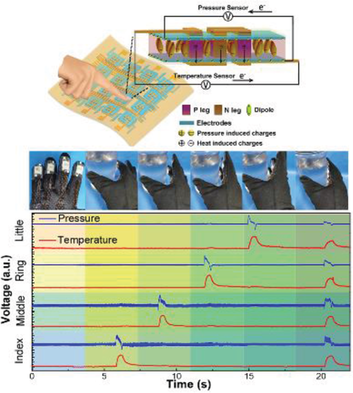 Pressure Sensor
e⁻
V
Temperature Sensor
e⁻
V
P leg N leg Dipole
Electrodes
Pressure induced charges
Heat induced charges
Voltage (a.u.)
Little
Pressure
Temperature
Ring
Middle
Index
0 5 10 15 20
Time (s)